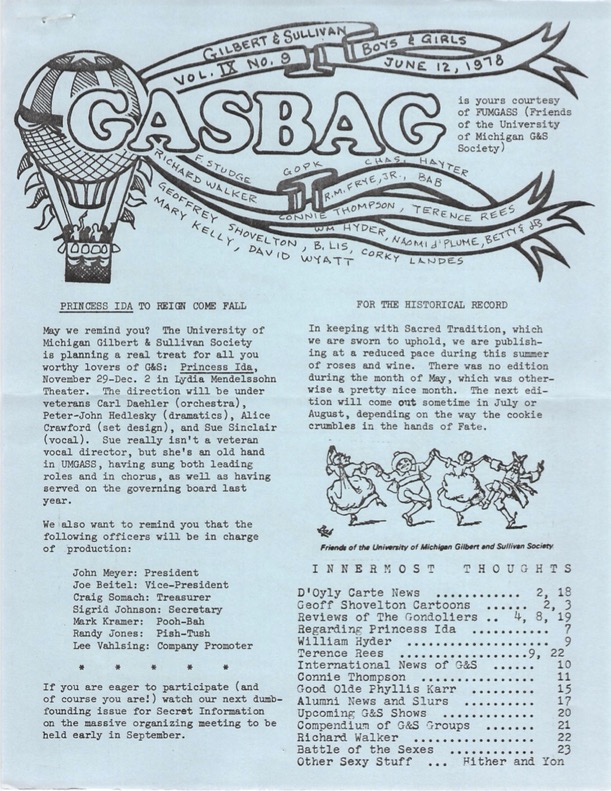 GILBERT & SULLIVAN BOYS & GIRLS
VOL. IX NO. 9 JUNE 12, 1978
GASBAG
is yours courtesy
of FUMGASS (Friends
of the University
of Michigan G&S
Society)
F. STUDGE GOPK CHAS. HAYTER
RICHARD WALKER R.M. FRYE, JR., BAB
CONNIE THOMPSON, TERENCE REES
GEOFFREY SHOVELTON, B. LIS, WM HYDER, NAOMI d'PLUME, BETTY & JB
MARY KELLY, DAVID WYATT CORKY LANDES
PRINCESS IDA TO REIGN COME FALL
May we remind you? The University of
Michigan Gilbert & Sullivan Society
is planning a real treat for all you
worthy lovers of G&S: Princess Ida,
November 29-Dec. 2 in Lydia Mendelssohn
Theater. The direction will be under
veterans Carl Daehler (orchestra),
Peter-John Hedlesky (dramatics), Alice
Crawford (set design), and Sue Sinclair
(vocal). Sue really isn't a veteran
vocal director, but she's an old hand
in UMGASS, having sung both leading
roles and in chorus, as well as having
served on the governing board last
year.
We also want to remind you that the
following officers will be in charge
of production:
John Meyer: President
Joe Beitel: Vice-President
Craig Somach: Treasurer
Sigrid Johnson: Secretary
Mark Kramer: Pooh-Bah
Randy Jones: Pish-Tush
Lee Vahlsing: Company Promoter
* * * * *
If you are eager to participate (and
of course you are!) watch our next dumb-
founding issue for Secret Information
on the massive organizing meeting to be
held early in September.
FOR THE HISTORICAL RECORD
In keeping with Sacred Tradition, which
we are sworn to uphold, we are publish-
ing at a reduced pace during this summer
of roses and wine. There was no edition
during the month of May, which was other-
wise a pretty nice month. The next edi-
tion will come out sometime in July or
August, depending on the way the cookie
crumbles in the hands of Fate.
Friends of the University of Michigan Gilbert and Sullivan Society
INNERMOST THOUGHTS
D'Oyly Carte News ............ 2, 18
Geoff Shovelton Cartoons ...... 2, 3
Reviews of The Gondoliers .. 4, 8, 19
Regarding Princess Ida ............ 7
William Hyder ..................... 9
Terence Rees ....................9, 22
International News of G&S ........ 10
Connie Thompson .................. 11
Good Olde Phyllis Karr ........... 15
Alumni News and Slurs ............ 17
Upcoming G&S Shows ............... 20
Compendium of G&S Groups ......... 21
Richard Walker ................... 22
Battle of the Sexes .............. 23
Other Sexy Stuff ... Hither and Yon